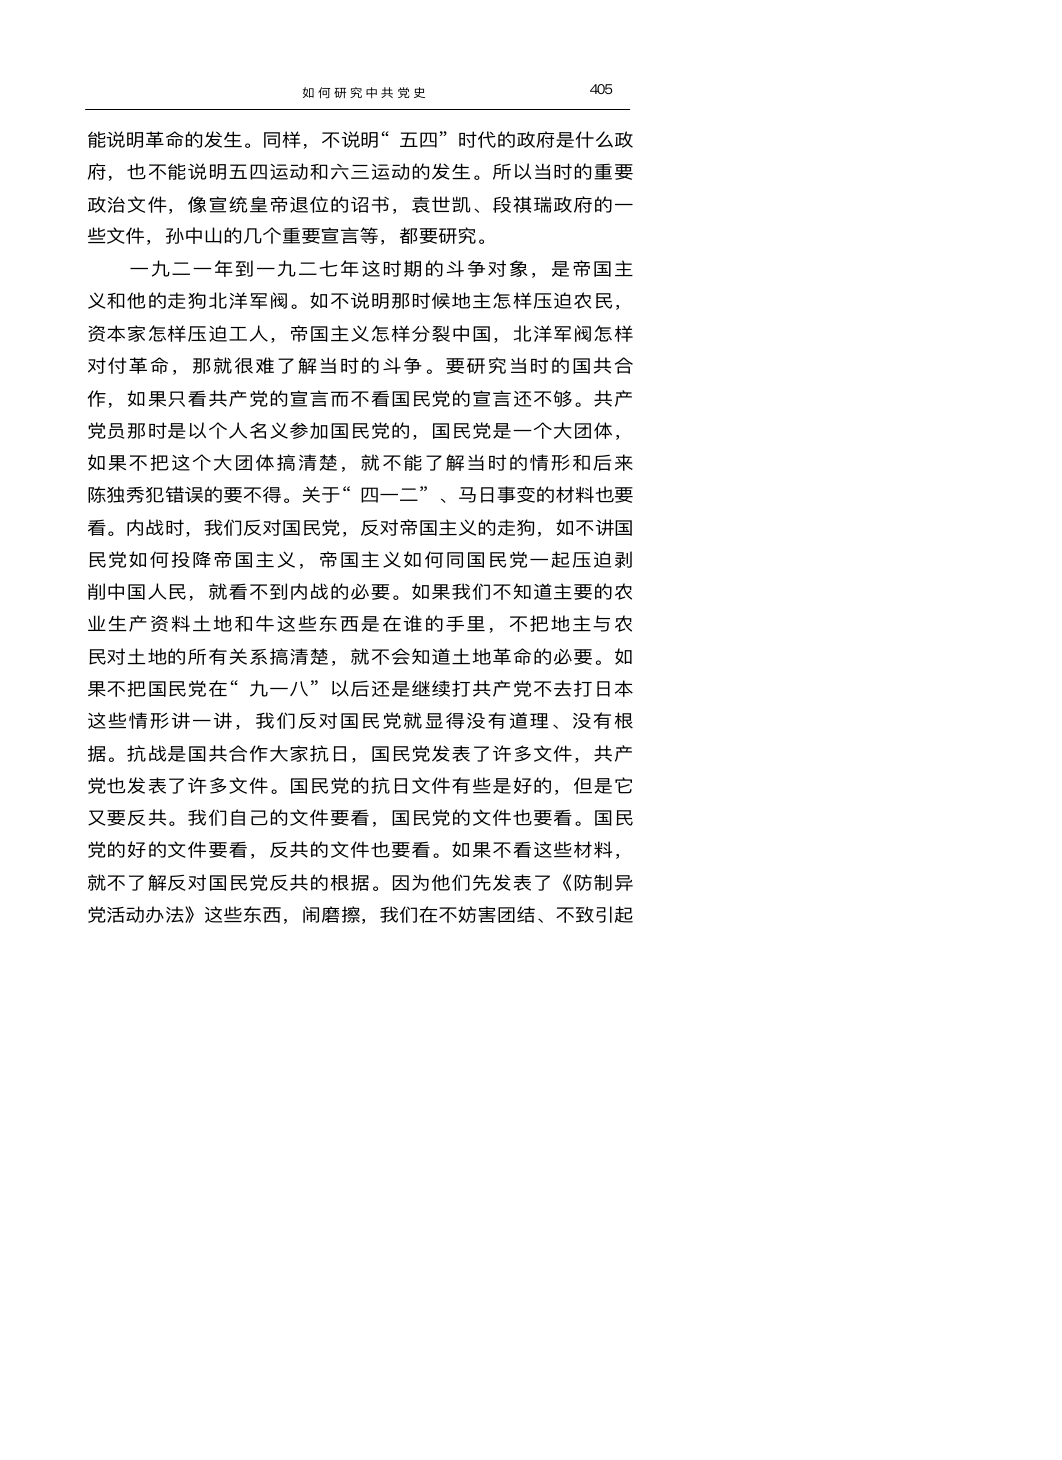 如何研究中共党史 405
能说明革命的发生。同样，不说明“五四”时代的政府是什么政
府，也不能说明五四运动和六三运动的发生。所以当时的重要
政治文件，像宣统皇帝退位的诏书，袁世凯、段祺瑞政府的一
些文件，孙中山的几个重要宣言等，都要研究。
一九二一年到一九二七年这时期的斗争对象，是帝国主
义和他的走狗北洋军阀。如不说明那时候地主怎样压迫农民，
资本家怎样压迫工人，帝国主义怎样分裂中国，北洋军阀怎样
对付革命，那就很难了解当时的斗争。要研究当时的国共合
作，如果只看共产党的宣言而不看国民党的宣言还不够。共产
党员那时是以个人名义参加国民党的，国民党是一个大团体，
如果不把这个大团体搞清楚，就不能了解当时的情形和后来
陈独秀犯错误的要不得。关于“四一二”、马日事变的材料也要
看。内战时，我们反对国民党，反对帝国主义的走狗，如不讲国
民党如何投降帝国主义，帝国主义如何同国民党一起压迫剥
削中国人民，就看不到内战的必要。如果我们不知道主要的农
业生产资料土地和牛这些东西是在谁的手里，不把地主与农
民对土地的所有关系搞清楚，就不会知道土地革命的必要。如
果不把国民党在“九一八”以后还是继续打共产党不去打日本
这些情形讲一讲，我们反对国民党就显得没有道理、没有根
据。抗战是国共合作大家抗日，国民党发表了许多文件，共产
党也发表了许多文件。国民党的抗日文件有些是好的，但是它
又要反共。我们自己的文件要看，国民党的文件也要看。国民
党的好的文件要看，反共的文件也要看。如果不看这些材料，
就不了解反对国民党反共的根据。因为他们先发表了《防制异
党活动办法》这些东西，闹磨擦，我们在不妨害团结、不致引起